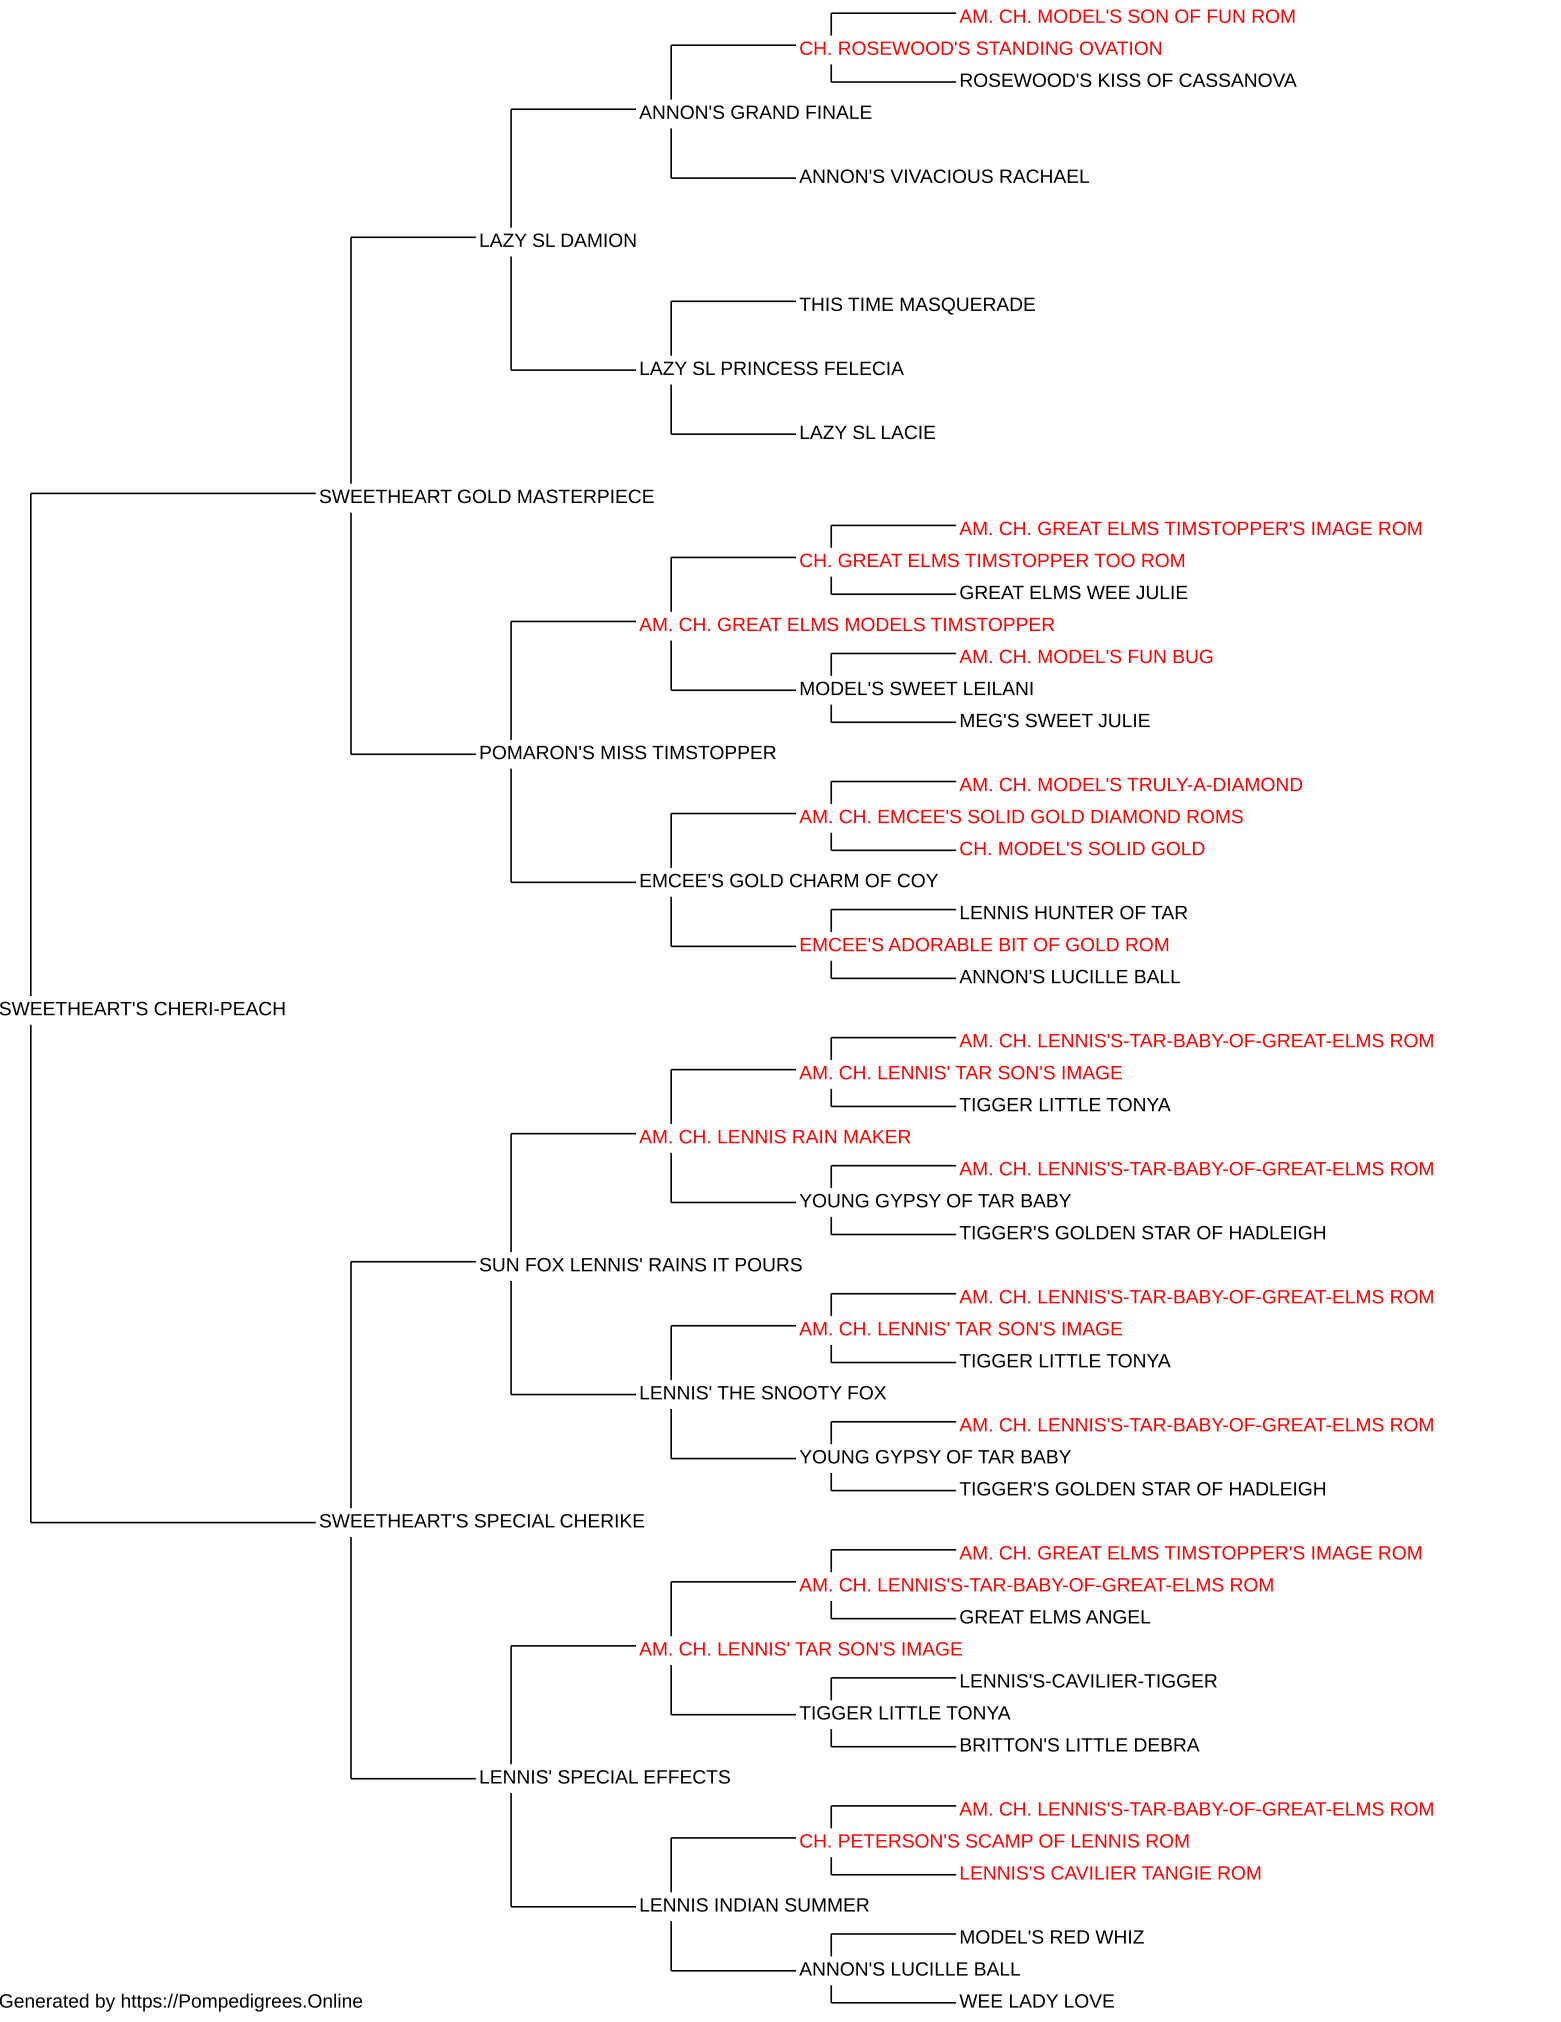 AM. CH. MODEL'S SON OF FUN ROM
CH. ROSEWOOD'S STANDING OVATION
ROSEWOOD'S KISS OF CASSANOVA
ANNON'S GRAND FINALE
ANNON'S VIVACIOUS RACHAEL
LAZY SL DAMION
THIS TIME MASQUERADE
LAZY SL PRINCESS FELECIA
LAZY SL LACIE
SWEETHEART GOLD MASTERPIECE
AM. CH. GREAT ELMS TIMSTOPPER'S IMAGE ROM
CH. GREAT ELMS TIMSTOPPER TOO ROM
GREAT ELMS WEE JULIE
AM. CH. GREAT ELMS MODELS TIMSTOPPER
AM. CH. MODEL'S FUN BUG
MODEL'S SWEET LEILANI
MEG'S SWEET JULIE
POMARON'S MISS TIMSTOPPER
AM. CH. MODEL'S TRULY-A-DIAMOND
AM. CH. EMCEE'S SOLID GOLD DIAMOND ROMS
CH. MODEL'S SOLID GOLD
EMCEE'S GOLD CHARM OF COY
LENNIS HUNTER OF TAR
EMCEE'S ADORABLE BIT OF GOLD ROM
ANNON'S LUCILLE BALL
SWEETHEART'S CHERI-PEACH
AM. CH. LENNIS'S-TAR-BABY-OF-GREAT-ELMS ROM
AM. CH. LENNIS' TAR SON'S IMAGE
TIGGER LITTLE TONYA
AM. CH. LENNIS RAIN MAKER
AM. CH. LENNIS'S-TAR-BABY-OF-GREAT-ELMS ROM
YOUNG GYPSY OF TAR BABY
TIGGER'S GOLDEN STAR OF HADLEIGH
SUN FOX LENNIS' RAINS IT POURS
AM. CH. LENNIS'S-TAR-BABY-OF-GREAT-ELMS ROM
AM. CH. LENNIS' TAR SON'S IMAGE
TIGGER LITTLE TONYA
LENNIS' THE SNOOTY FOX
AM. CH. LENNIS'S-TAR-BABY-OF-GREAT-ELMS ROM
YOUNG GYPSY OF TAR BABY
TIGGER'S GOLDEN STAR OF HADLEIGH
SWEETHEART'S SPECIAL CHERIKE
AM. CH. GREAT ELMS TIMSTOPPER'S IMAGE ROM
AM. CH. LENNIS'S-TAR-BABY-OF-GREAT-ELMS ROM
GREAT ELMS ANGEL
AM. CH. LENNIS' TAR SON'S IMAGE
LENNIS'S-CAVILIER-TIGGER
TIGGER LITTLE TONYA
BRITTON'S LITTLE DEBRA
LENNIS' SPECIAL EFFECTS
AM. CH. LENNIS'S-TAR-BABY-OF-GREAT-ELMS ROM
CH. PETERSON'S SCAMP OF LENNIS ROM
LENNIS'S CAVILIER TANGIE ROM
LENNIS INDIAN SUMMER
MODEL'S RED WHIZ
ANNON'S LUCILLE BALL
WEE LADY LOVE
Generated by https://Pompedigrees.Online